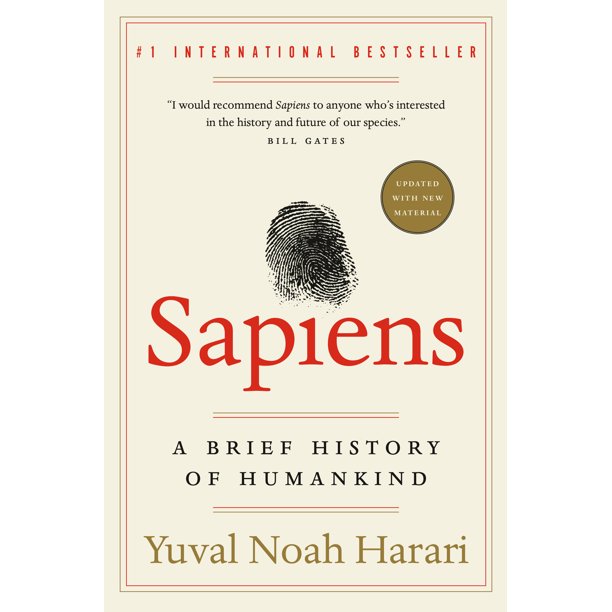 #1 INTERNATIONAL BESTSELLER
“I would recommend Sapiens to anyone who’s interested
in the history and future of our species.”
BILL GATES
UPDATED
WITH NEW
MATERIAL
Sapiens
A BRIEF HISTORY
OF HUMANKIND
Yuval Noah Harari